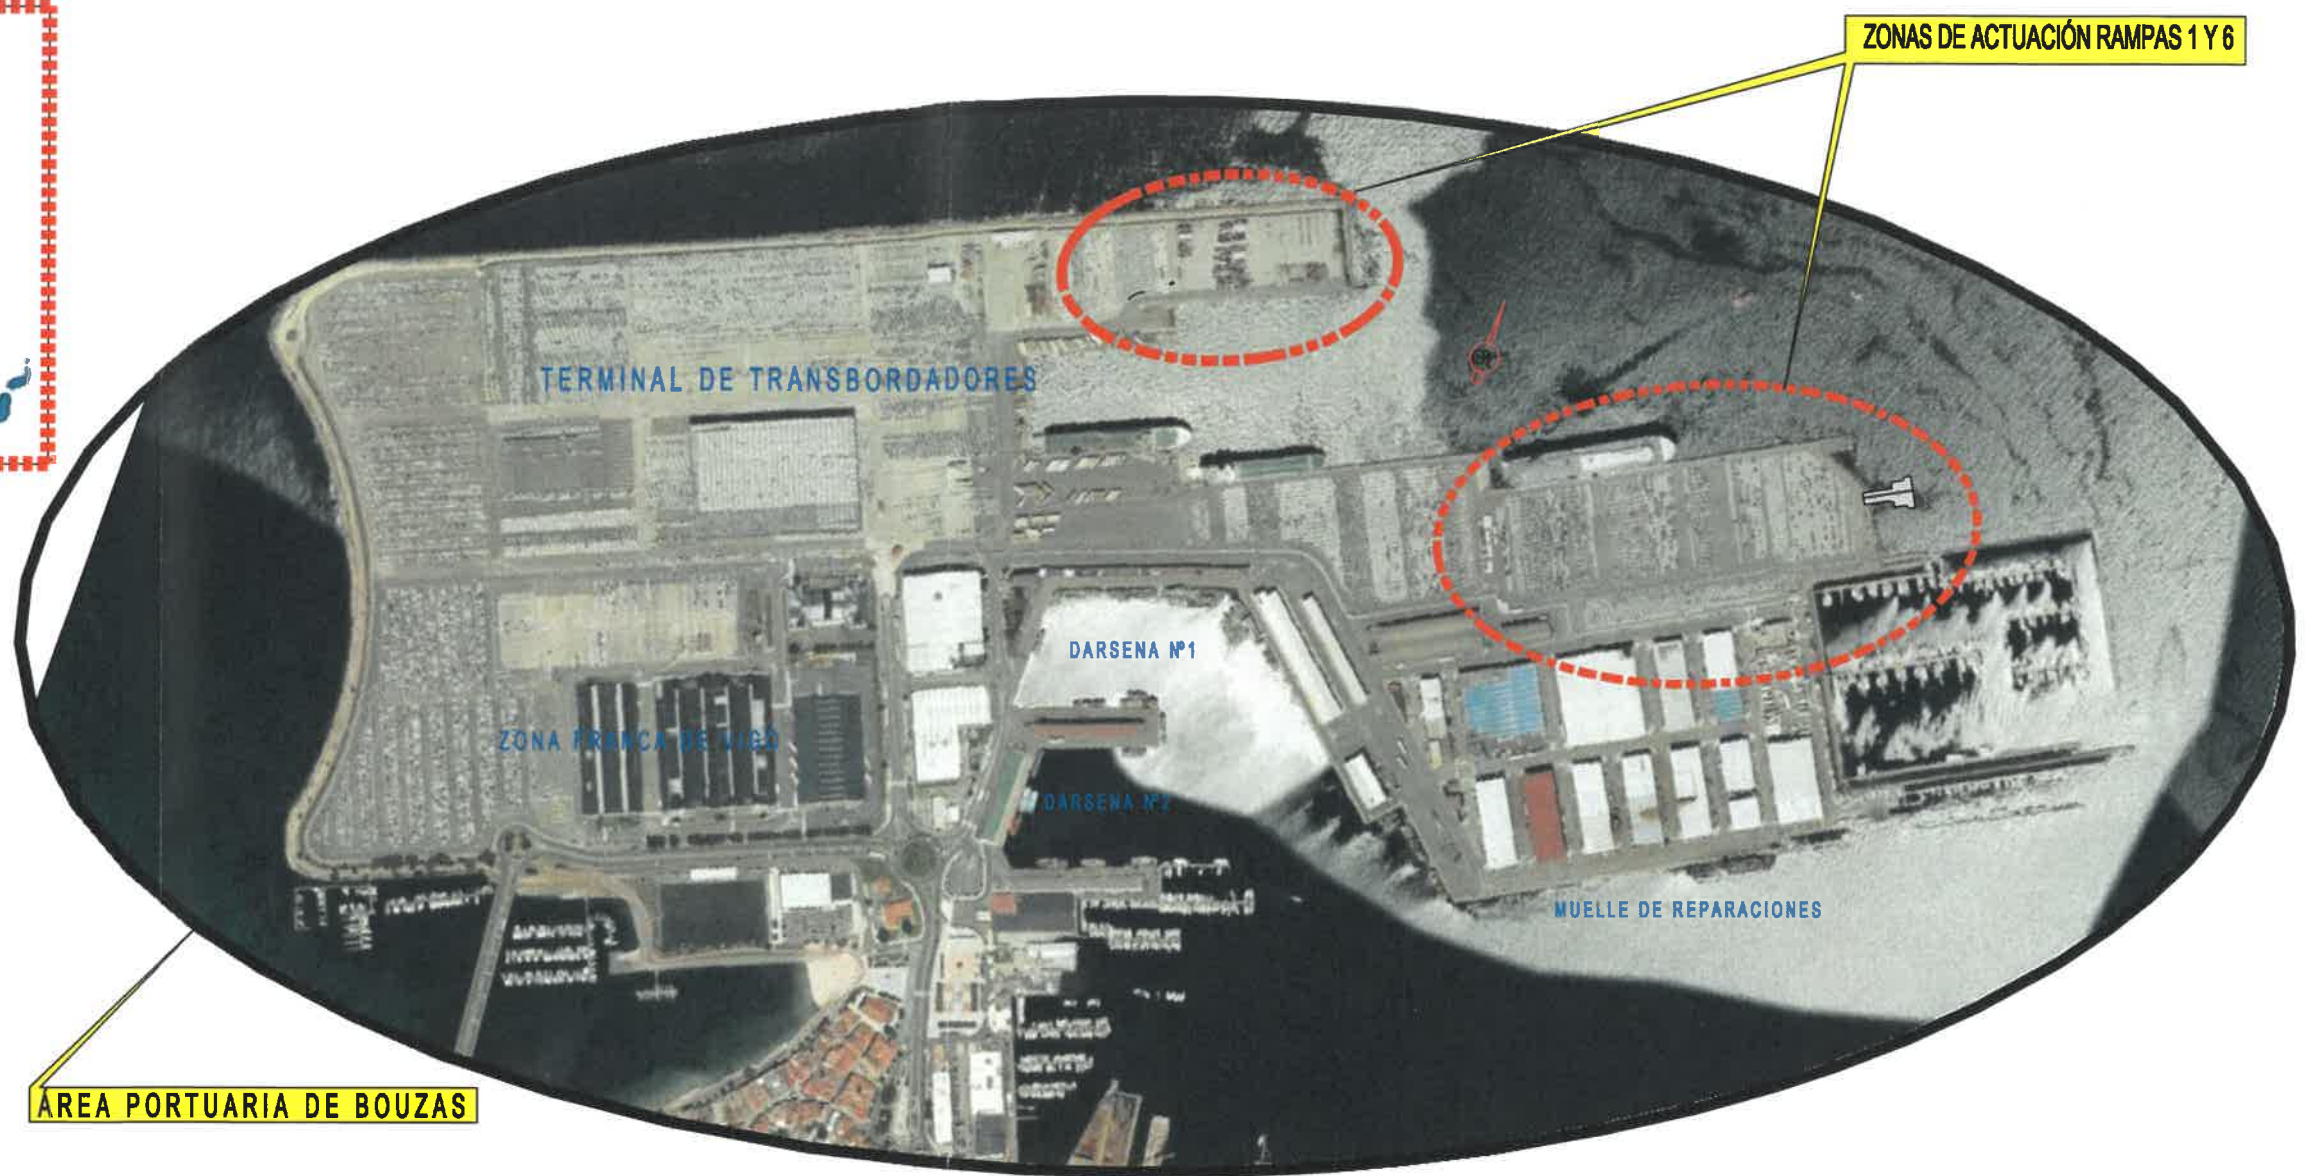 ZONAS DE ACTUACIÓN RAMPAS 1 Y 6
TERMINAL DE TRANSBORDADORES
DARSENA Nº1
ZONA FRANCA DE VIGO
DARSENA Nº2
MUELLE DE REPARACIONES
ÁREA PORTUARIA DE BOUZAS